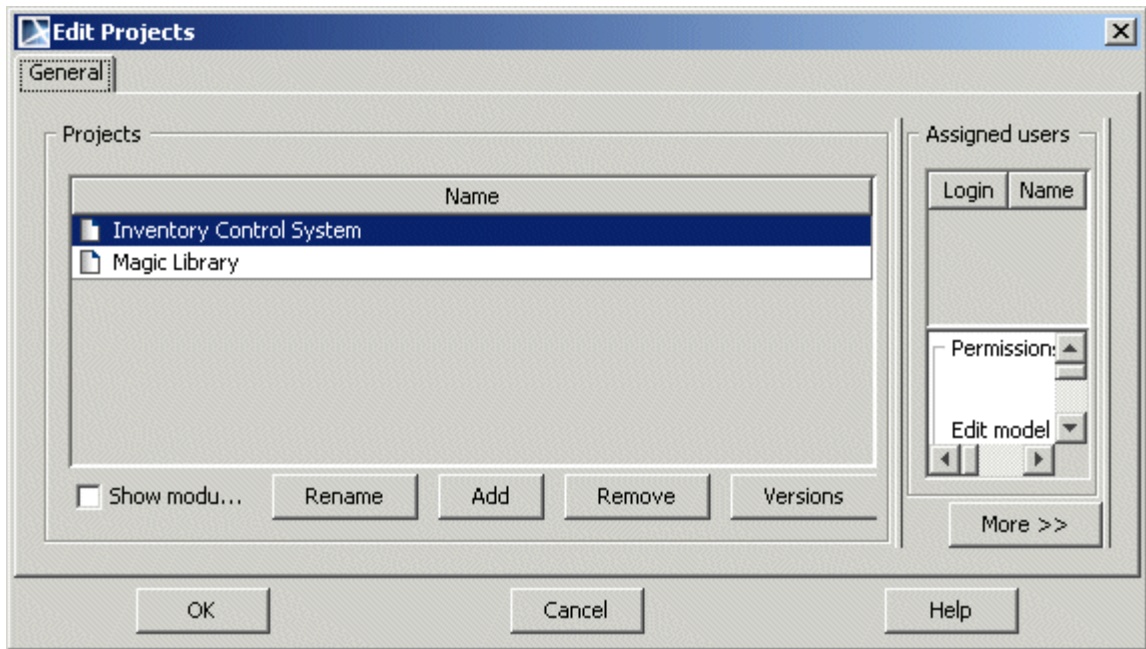 Edit Projects
General
Projects
Name
Inventory Control System
Magic Library
Show modu...
Rename
Add
Remove
Versions
Assigned users
Login
Name
Permissions
Edit model
More >>
OK
Cancel
Help